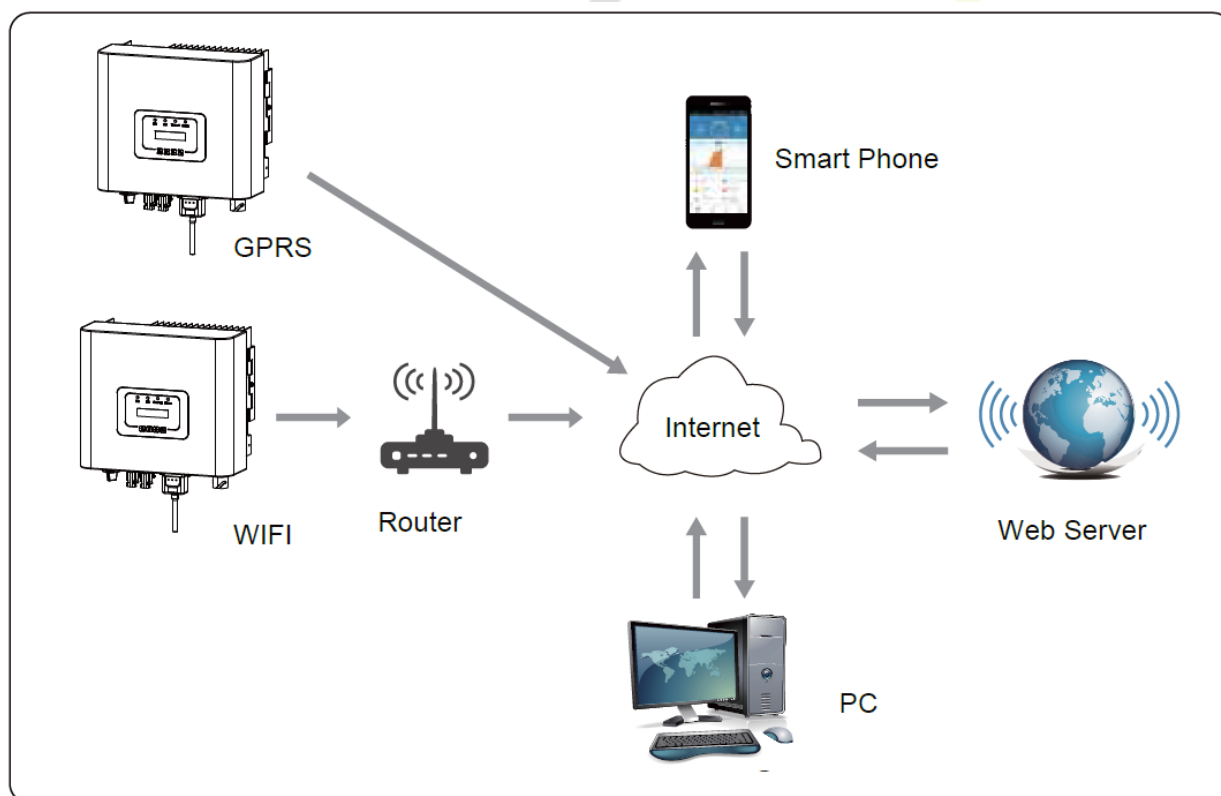 Smart Phone
GPRS
Internet
WIFI
Router
Web Server
PC